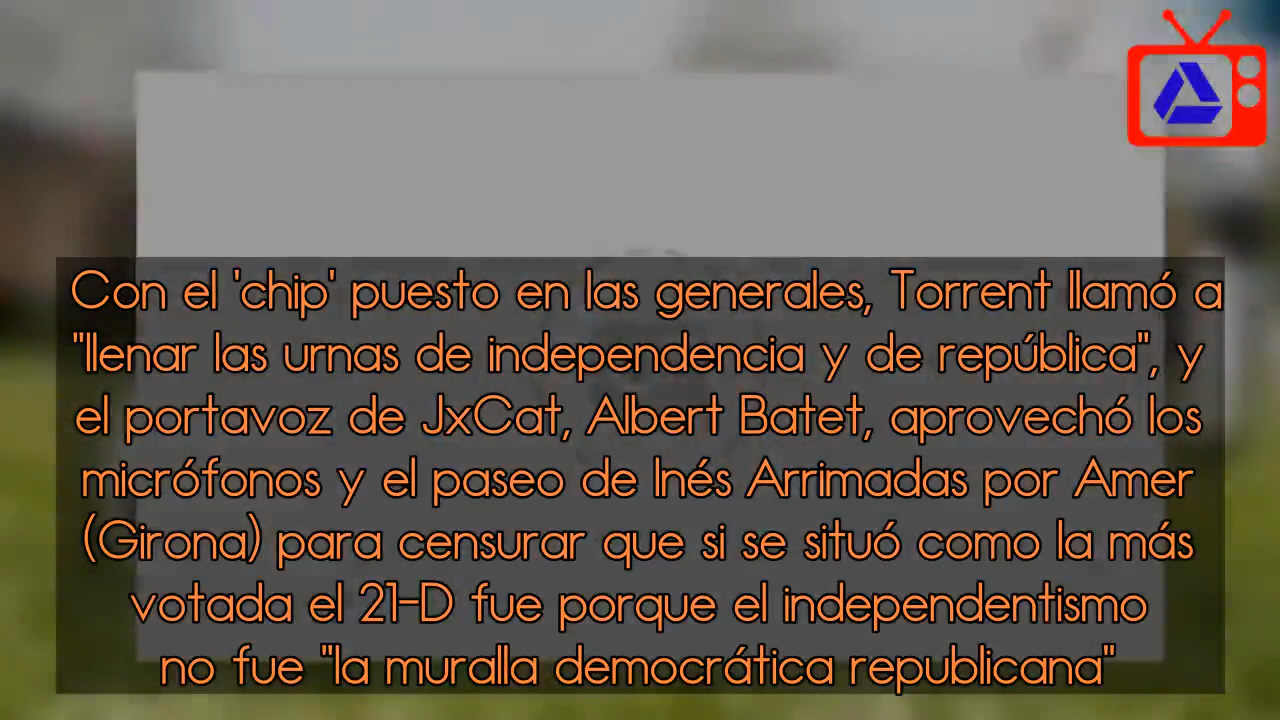 Con el 'chip' puesto en las generales, Torrent llamó a
"llenar las urnas de independencia y de república", y
el portavoz de JxCat, Albert Batet, aprovechó los
micrófonos y el paseo de Inés Arrimadas por Amer
(Girona) para censurar que si se situó como la más
votada el 21-D fue porque el independentismo
no fue "la muralla democrática republicana"